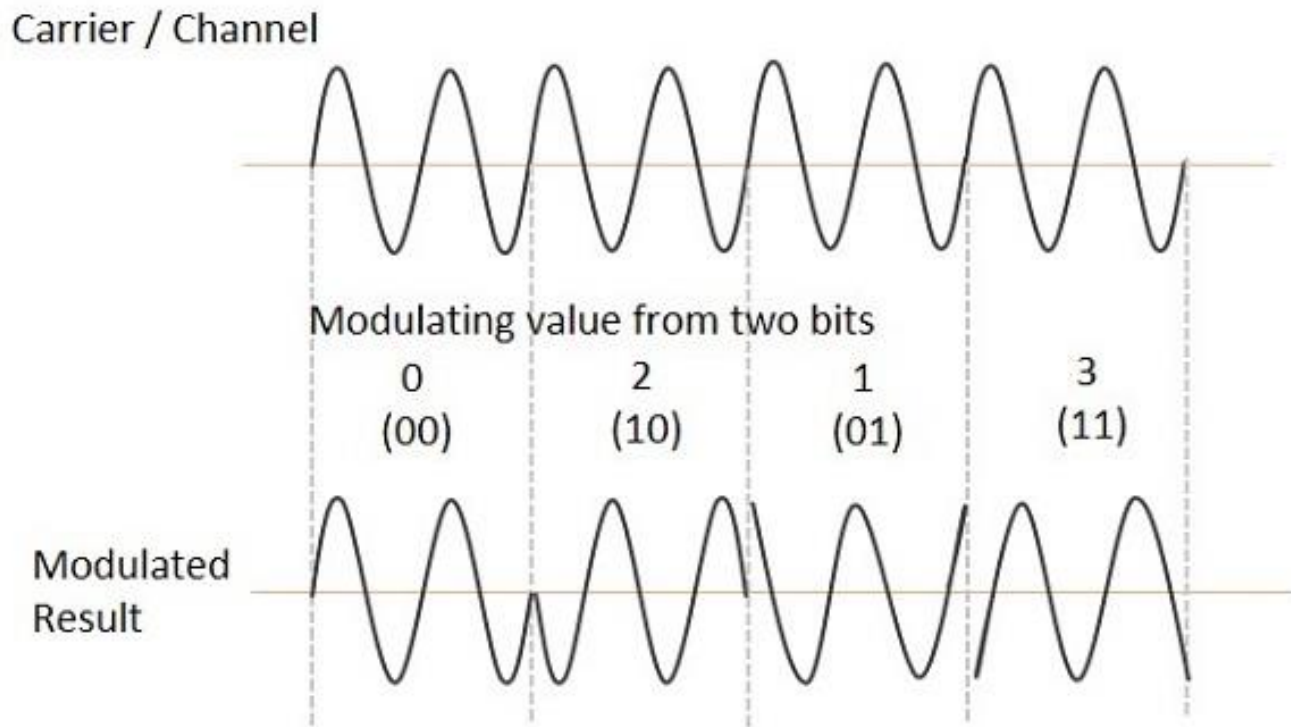 Carrier / Channel
Modulating value from two bits
0 2 1 3
(00) (10) (01) (11)
Modulated
Result